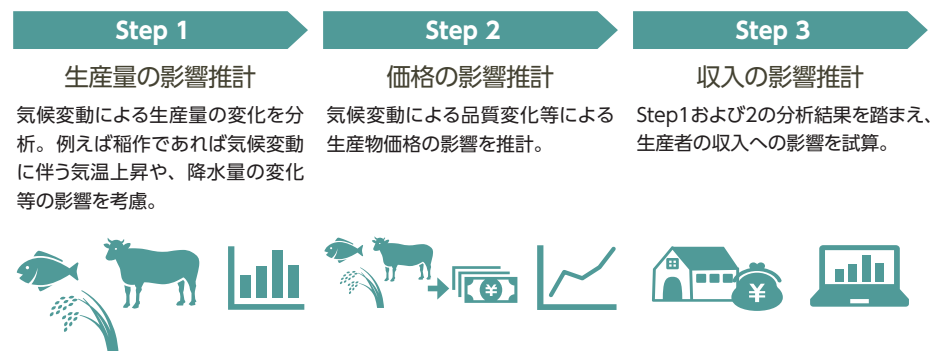 Step 1
生産量の影響推計
気候変動による生産量の変化を分
析。例えば稲作であれば気候変動
に伴う気温上昇や、降水量の変化
等の影響を考慮。
Step 2
価格の影響推計
気候変動による品質変化等による
生産物価格の影響を推計。
¥
Step 3
収入の影響推計
Step1および2の分析結果を踏まえ、
生産者の収入への影響を試算。
¥